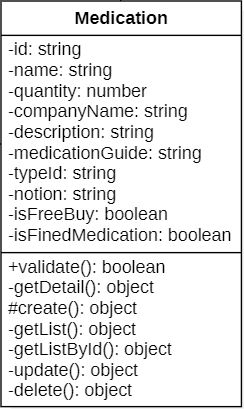 Medication
-id: string
-name: string
-quantity: number
-companyName: string
-description: string
-medicationGuide: string
-typeId: string
-notion: string
-isFreeBuy: boolean
-isFinedMedication: boolean
+validate(): boolean
-getDetail(): object
#create(): object
-getList(): object
-getListById(): object
-update(): object
-delete(): object